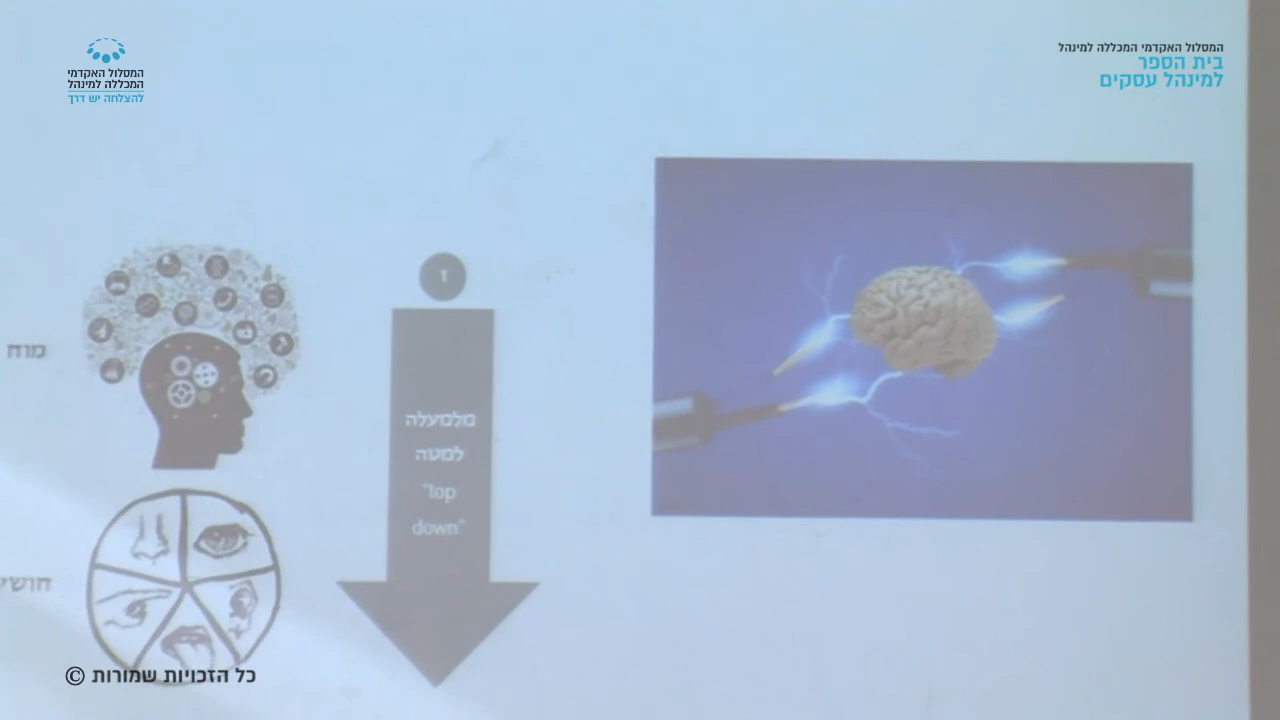 המסלול האקדמי המכללה למינהל
בית הספר
למינהל עסקים
המסלול האקדמי
המכללה למינהל
להצלחה יש דרך
1
מוח
מלמעלה
למטה
"top
down"
חושי
כל הזכויות שמורות ©